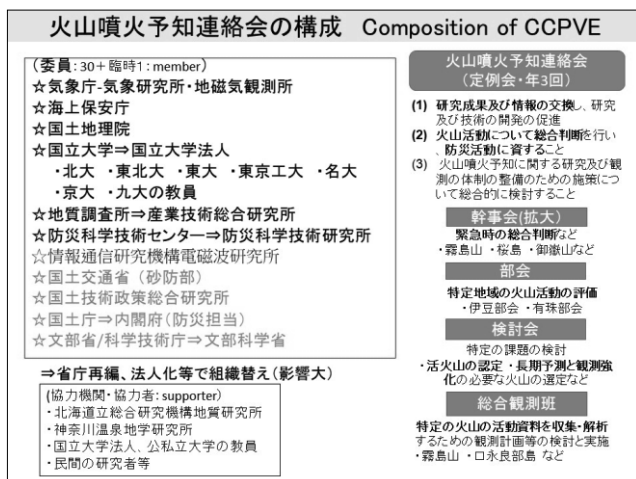 火山噴火予知連絡会の構成 Composition of CCPVE
(委員:30+臨時1:member)
☆気象庁-気象研究所・地磁気観測所
☆海上保安庁
☆国土地理院
☆国立大学⇒国立大学法人
・北大 ・東北大 ・東大 ・東京工大 ・名大
・京大 ・九大の教員
☆地質調査所⇒産業技術総合研究所
☆防災科学技術センター⇒防災科学技術研究所
☆情報通信研究機構電磁波研究所
☆国土交通省(砂防部)
☆国土技術政策総合研究所
☆国土庁⇒内閣府(防災担当)
☆文部省/科学技術庁⇒文部科学省
⇒省庁再編、法人化等で組織替え(影響大)
(協力機関・協力者:supporter)
・北海道立総合研究機構地質研究所
・神奈川温泉地学研究所
・国立大学法人、公私立大学の教員
・民間の研究者等
火山噴火予知連絡会
(定例会・年3回)
(1) 研究成果及び情報の交換し、研究
及び技術の開発の促進
(2) 火山活動について総合判断を行い
、防災活動に資すること
(3) 火山噴火予知に関する研究及び観
測の体制の整備のための施策につ
いて総合的に検討すること
幹事会(拡大)
緊急時の総合判断など
・霧島山 ・桜島 ・御嶽山など
部会
特定地域の火山活動の評価
・伊豆部会 ・有珠部会
検討会
特定の課題の検討
・活火山の認定 ・長期予測と観測強
化の必要な火山の選定など
総合観測班
特定の火山の活動資料を収集・解析
するための観測計画等の検討と実施
・霧島山 ・口永良部島 など